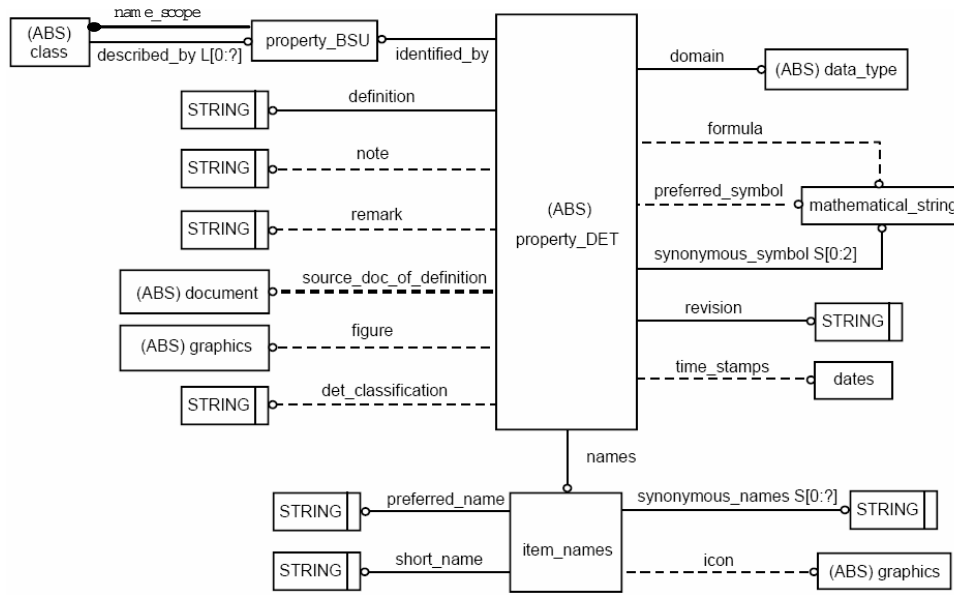 name_scope
(ABS)
class
described_by L[0:?]
property_BSU
identified_by
domain
(ABS) data_type
STRING
definition
formula
STRING
note
preferred_symbol
mathematical_string
(ABS)
property_DET
STRING
remark
synonymous_symbol S[0:2]
(ABS) document
source_doc_of_definition
revision
STRING
(ABS) graphics
figure
time_stamps
dates
STRING
det_classification
names
STRING
preferred_name
synonymous_names S[0:?]
STRING
item_names
STRING
short_name
icon
(ABS) graphics